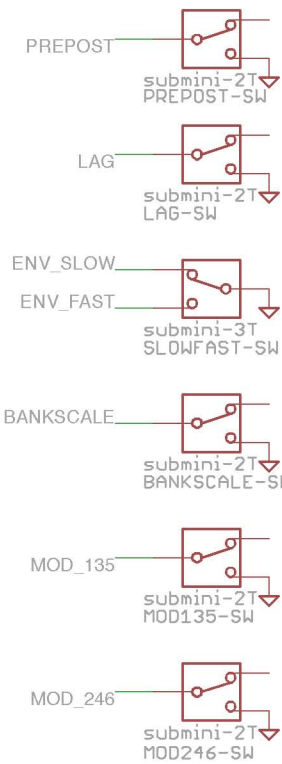 PREPOST
submini-2T
PREPOST-SW
LAG
submini-2T
LAG-SW
ENV_SLOW
ENV_FAST
submini-3T
SLOWFAST-SW
BANKSCALE
submini-2T
BANKSCALE-S
MOD_135
submini-2T
MOD135-SW
MOD_246
submini-2T
MOD246-SW